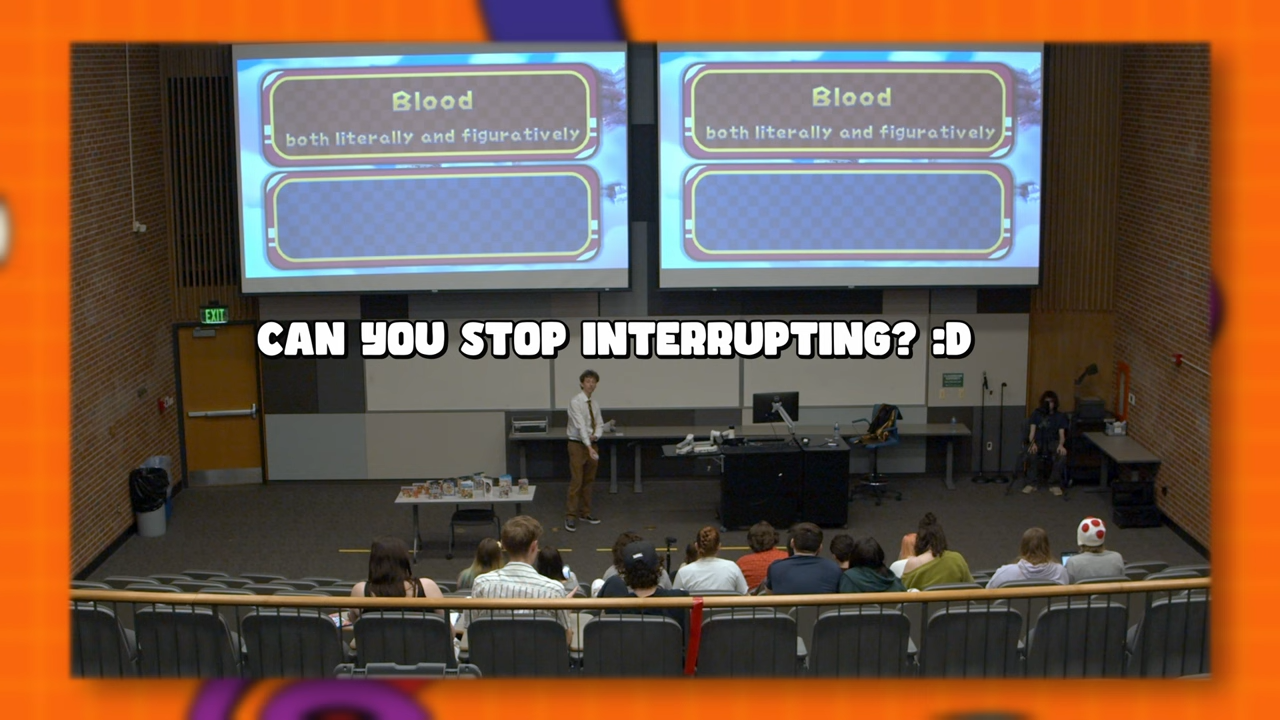 Blood
both literally and figuratively
Blood
both literally and figuratively
EXIT
CAN YOU STOP INTERRUPTING? :D